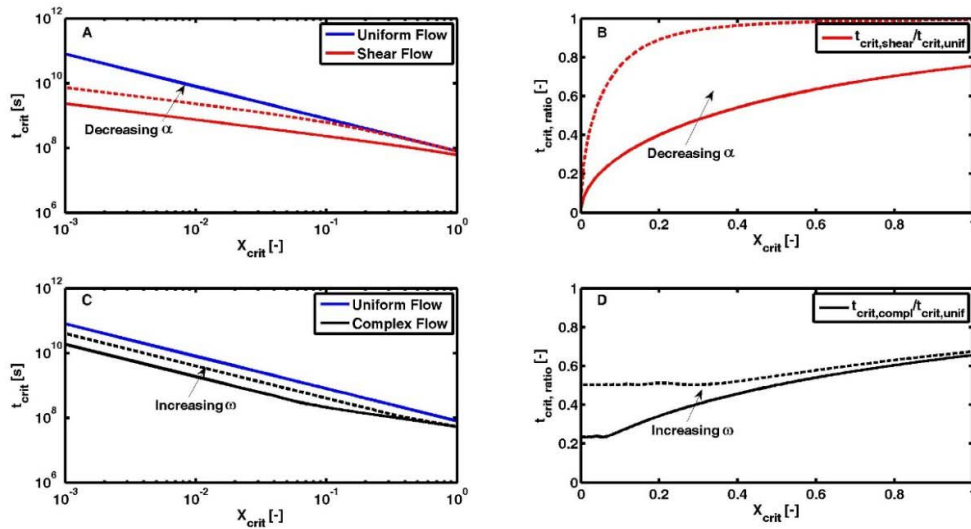 A
Uniform Flow
Shear Flow
Decreasing α
t_crit [s]
10^12
10^10
10^8
10^6
10^-3
10^-2
10^-1
10^0
X_crit [-]
B
t_crit,shear/t_crit,unif
Decreasing α
t_crit, ratio [-]
1
0.8
0.6
0.4
0.2
0
0
0.2
0.4
0.6
0.8
1
X_crit [-]
C
Uniform Flow
Complex Flow
Increasing ω
t_crit [s]
10^12
10^10
10^8
10^6
10^-3
10^-2
10^-1
10^0
X_crit [-]
D
t_crit,compl/t_crit,unif
Increasing ω
t_crit, ratio [-]
1
0.8
0.6
0.4
0.2
0
0
0.2
0.4
0.6
0.8
1
X_crit [-]